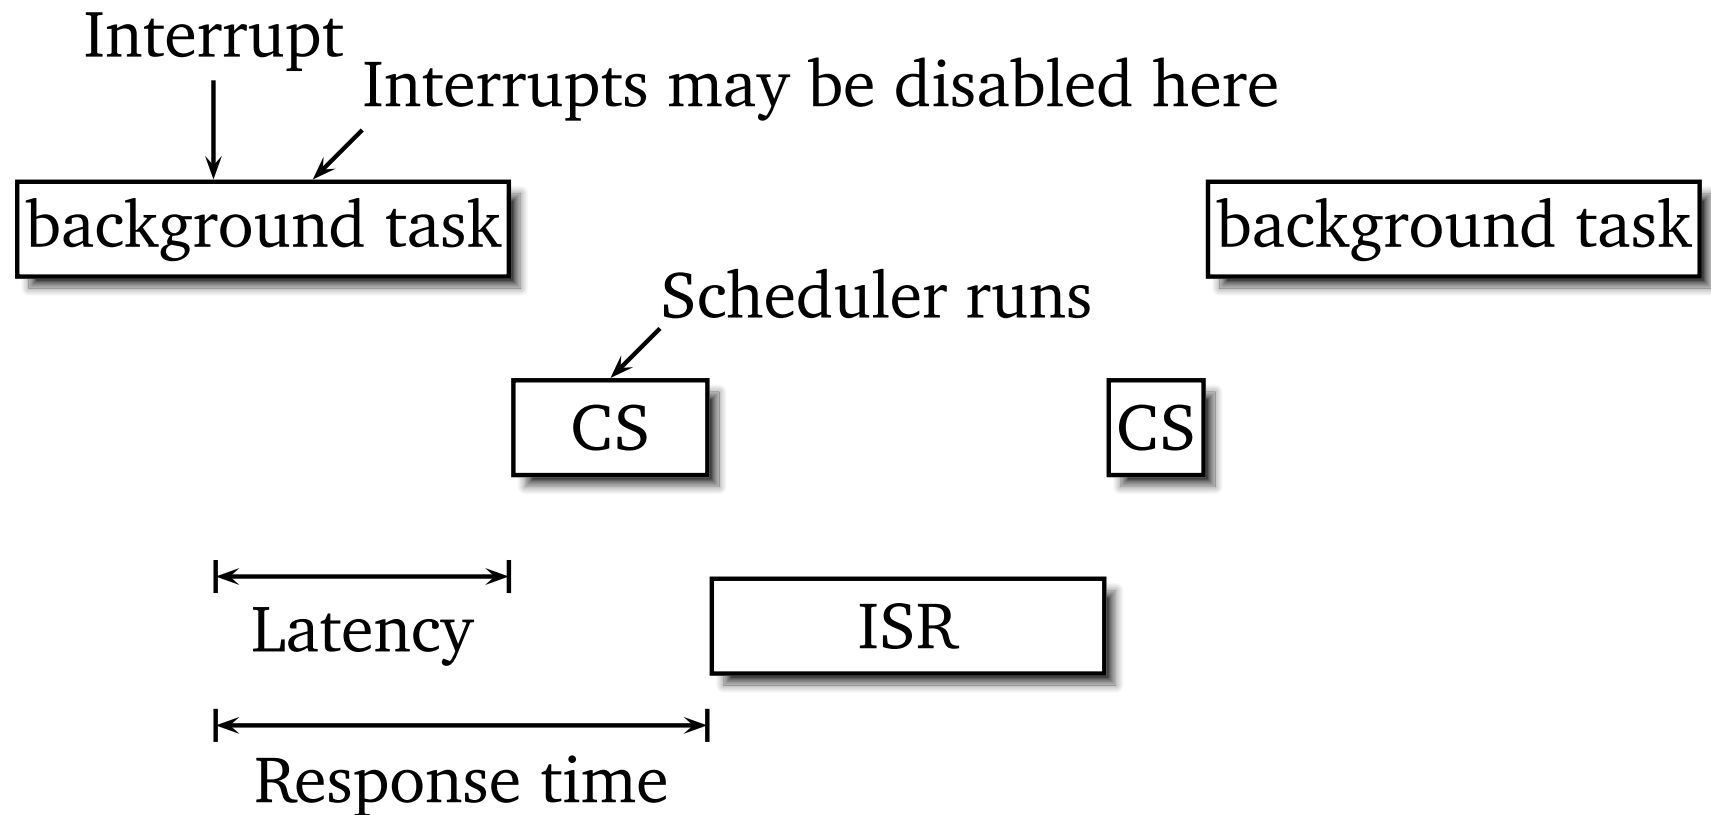 Interrupt
Interrupts may be disabled here
background task
background task
Scheduler runs
CS
CS
Latency
ISR
Response time